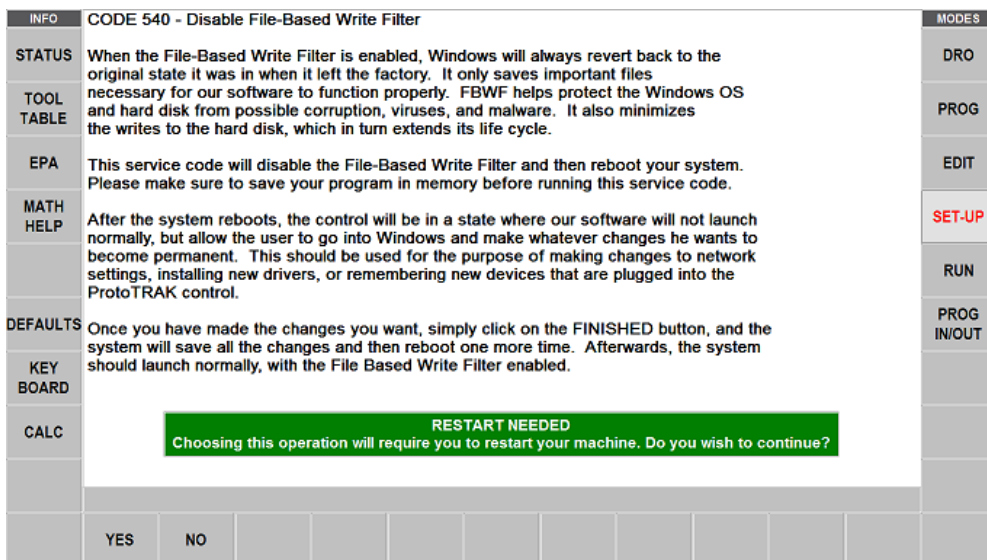 INFO
CODE 540 - Disable File-Based Write Filter
MODES
STATUS
TOOL
TABLE
EPA
MATH
HELP
DEFAULTS
KEY
BOARD
CALC
When the File-Based Write Filter is enabled, Windows will always revert back to the
original state it was in when it left the factory. It only saves important files
necessary for our software to function properly. FBWF helps protect the Windows OS
and hard disk from possible corruption, viruses, and malware. It also minimizes
the writes to the hard disk, which in turn extends its life cycle.
This service code will disable the File-Based Write Filter and then reboot your system.
Please make sure to save your program in memory before running this service code.
After the system reboots, the control will be in a state where our software will not launch
normally, but allow the user to go into Windows and make whatever changes he wants to
become permanent. This should be used for the purpose of making changes to network
settings, installing new drivers, or remembering new devices that are plugged into the
ProtoTRAK control.
Once you have made the changes you want, simply click on the FINISHED button, and the
system will save all the changes and then reboot one more time. Afterwards, the system
should launch normally, with the File Based Write Filter enabled.
RESTART NEEDED
Choosing this operation will require you to restart your machine. Do you wish to continue?
DRO
PROG
EDIT
SET-UP
RUN
PROG
IN/OUT
YES
NO